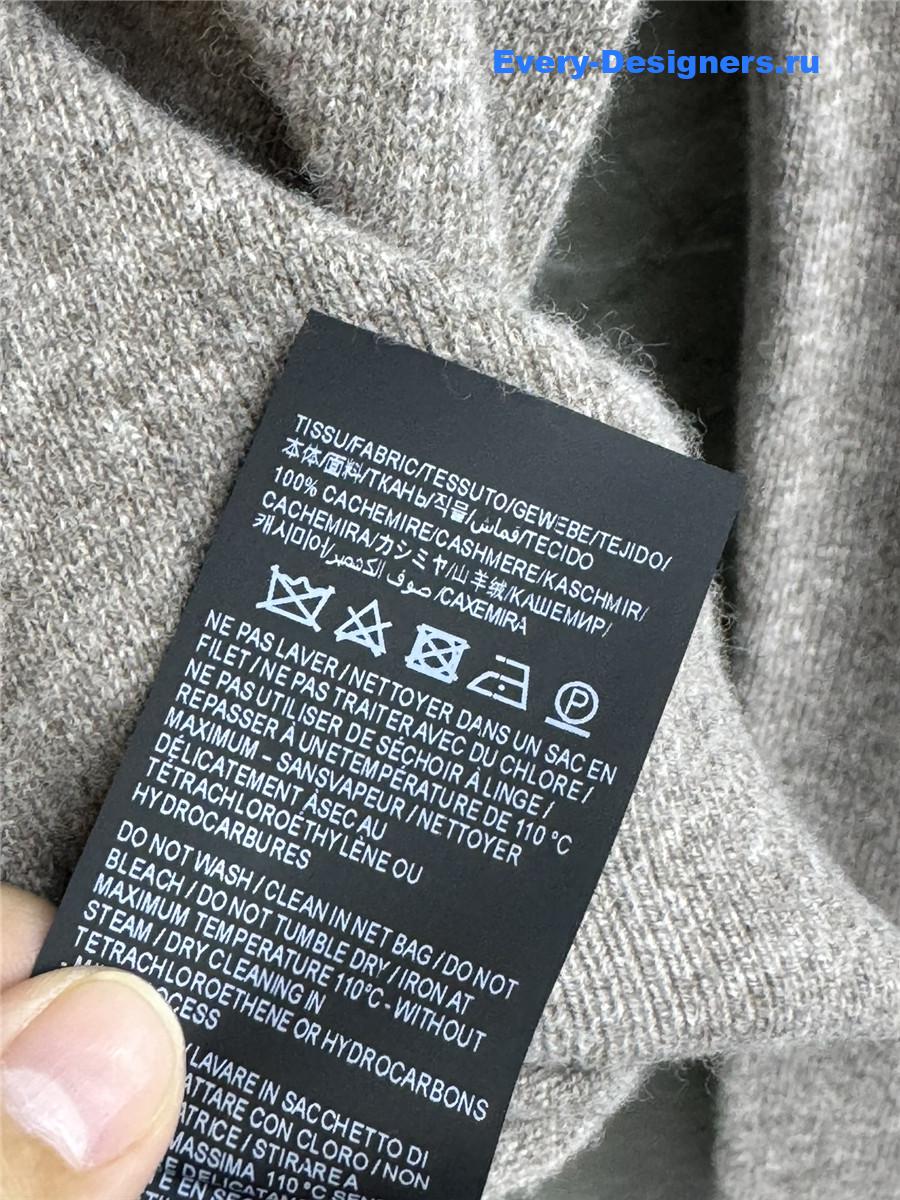 Every-Designers.ru
TISSU/FABRIC/TESSUTO/GEWEBE/TEJIDO/
本体/面料/ТКАНЬ/직물/قماش/TECIDO
100% CACHEMIRE/CASHMERE/KASCHMIR/
CACHEMIRA/カシミヤ/山羊绒/КАШЕМИР/
캐시미어/صوف الكشمير/CAXEMIRA
P
NE PAS LAVER / NETTOYER DANS UN SAC EN
FILET / NE PAS TRAITER AVEC DU CHLORE /
NE PAS UTILISER DE SÉCHOIR À LINGE /
REPASSER À UNE TEMPÉRATURE DE 110 °C
MAXIMUM - SANS VAPEUR / NETTOYER
DÉLICATEMENT ÀSEC AU
TÉTRACHLOROÉTHYLÈNE OU
HYDROCARBURES
DO NOT WASH / CLEAN IN NET BAG / DO NOT
BLEACH / DO NOT TUMBLE DRY / IRON AT
MAXIMUM TEMPERATURE 110°C - WITHOUT
STEAM / DRY CLEANING IN
TETRACHLOROETHENE OR HYDROCARBONS
LAVARE IN SACCHETTO DI
CON CLORO / NON
/ STIRARE A
MASSIMA 110 °C